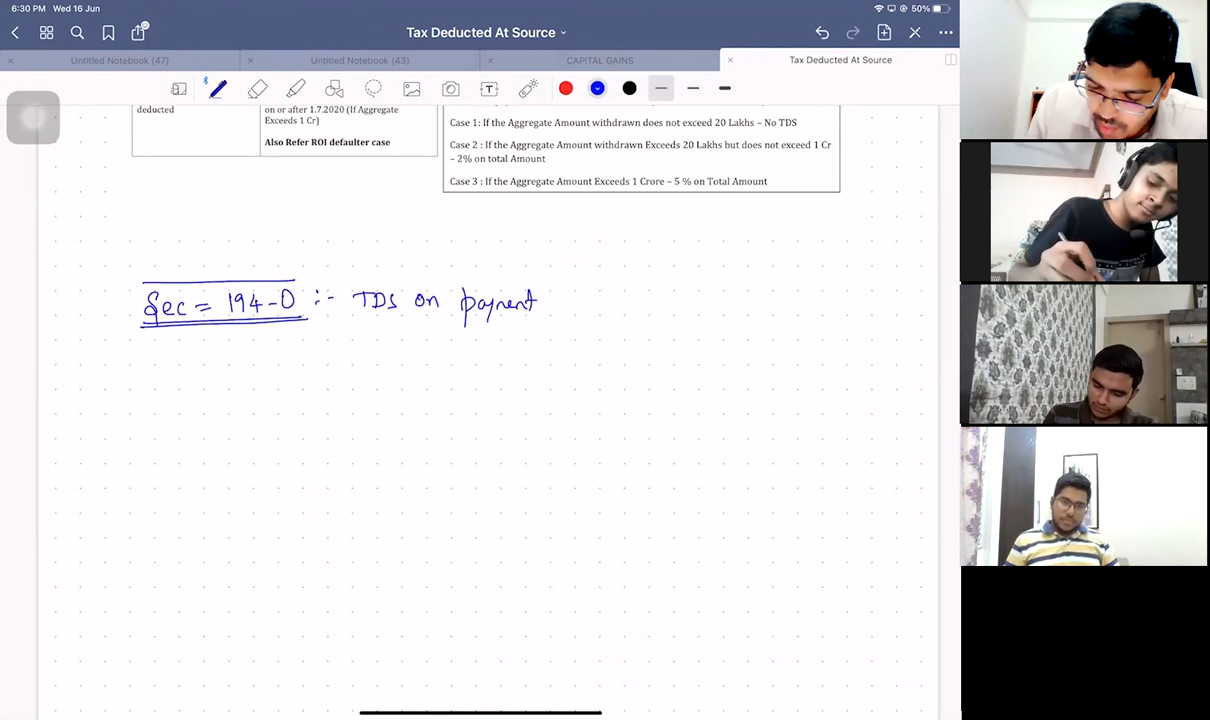 6:30 PM Wed 16 Jun
50%
Tax Deducted At Source
Untitled Notebook (47)
Untitled Notebook (43)
CAPITAL GAINS
Tax Deducted At Source
deducted
on or after 1.7.2020 (If Aggregate
Exceeds 1 Cr)
Also Refer ROI defaulter case
Case 1: If the Aggregate Amount withdrawn does not exceed 20 Lakhs – No TDS
Case 2 : If the Aggregate Amount withdrawn Exceeds 20 Lakhs but does not exceed 1 Cr
– 2% on total Amount
Case 3 : If the Aggregate Amount Exceeds 1 Crore – 5 % on Total Amount
Sec = 194-O :- TDS on payment